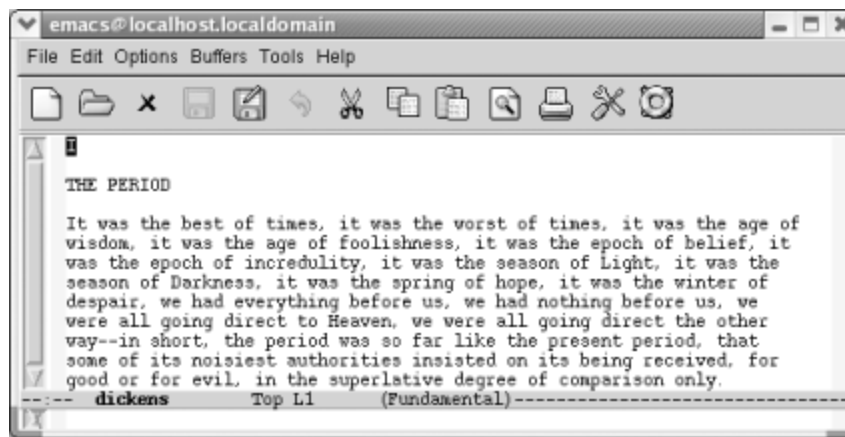 emacs@localhost.localdomain
File Edit Options Buffers Tools Help
I
THE PERIOD
It was the best of times, it was the worst of times, it was the age of
wisdom, it was the age of foolishness, it was the epoch of belief, it
was the epoch of incredulity, it was the season of Light, it was the
season of Darkness, it was the spring of hope, it was the winter of
despair, we had everything before us, we had nothing before us, we
were all going direct to Heaven, we were all going direct the other
way--in short, the period was so far like the present period, that
some of its noisiest authorities insisted on its being received, for
good or for evil, in the superlative degree of comparison only.
--:-- dickens Top L1 (Fundamental)--------------------------------